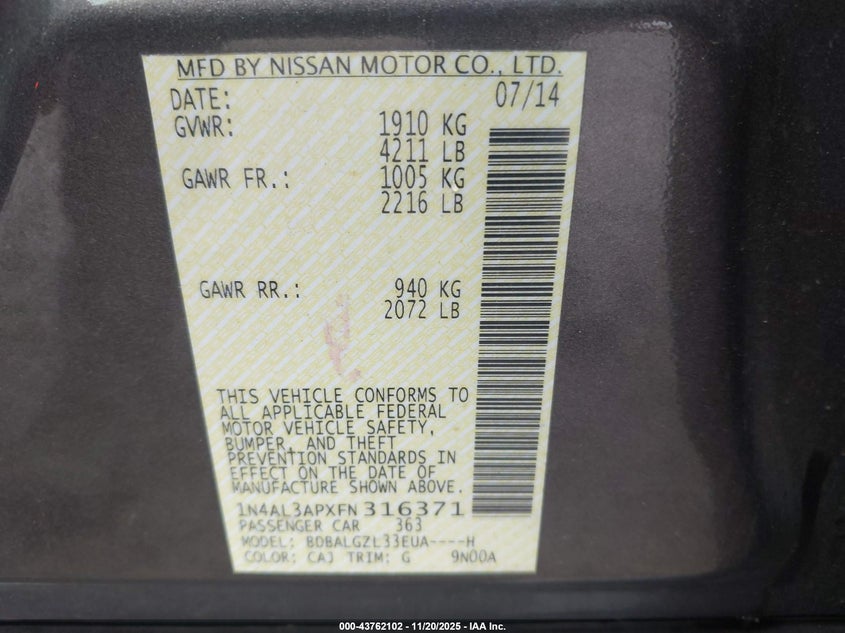 MFD BY NISSAN MOTOR CO., LTD.
DATE: 07/14
GVWR: 1910 KG
4211 LB
GAWR FR.: 1005 KG
2216 LB
GAWR RR.: 940 KG
2072 LB
THIS VEHICLE CONFORMS TO
ALL APPLICABLE FEDERAL
MOTOR VEHICLE SAFETY,
BUMPER, AND THEFT
PREVENTION STANDARDS IN
EFFECT ON THE DATE OF
MANUFACTURE SHOWN ABOVE.
1N4AL3APXFN316371
PASSENGER CAR 363
MODEL: BDBALGZL33EUA----H
COLOR: CAJ TRIM: G 9N00A
000-43762102 - 11/20/2025 - IAA Inc.